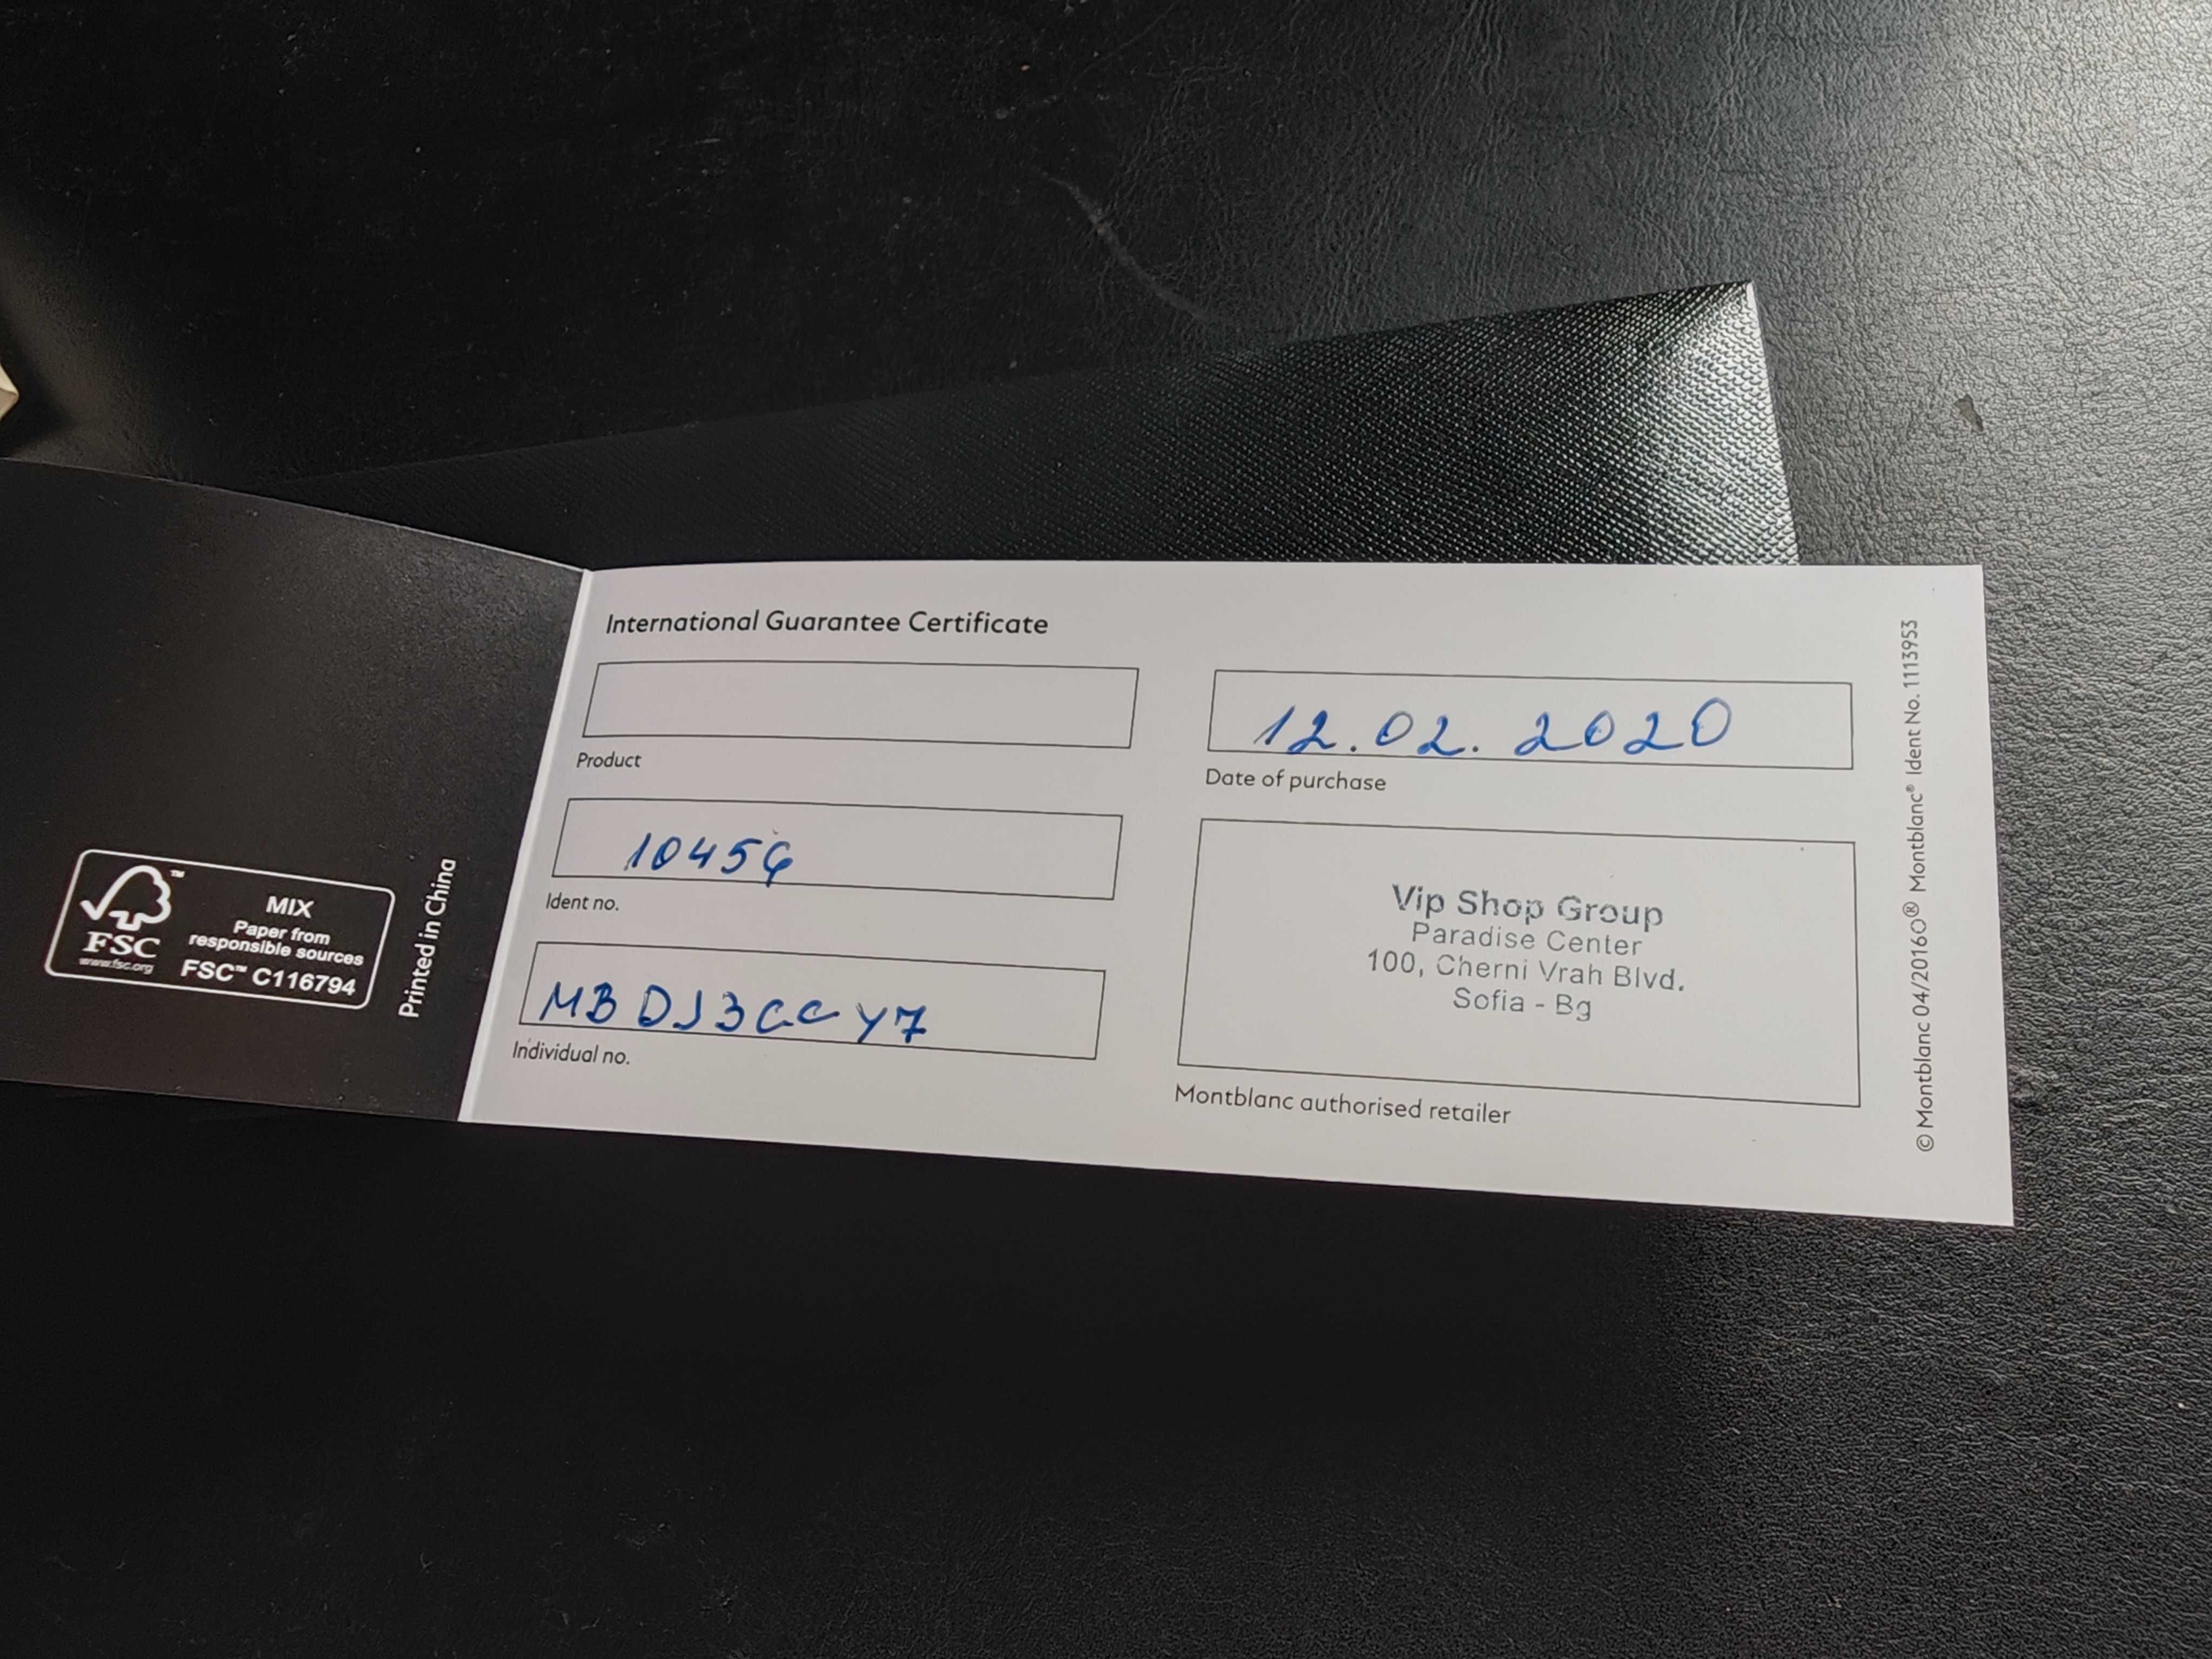 International Guarantee Certificate
Product
10456
Ident no.
Individual no.
12.02.2020
Date of purchase
Vip Shop Group
Paradise Center
100, Cherni Vrah Blvd.
Sofia - Bg
Montblanc authorised retailer
© Montblanc 04/2016O® Montblanc® Ident No. 1113953
FSC
www.fsc.org
MIX
Paper from
responsible sources
FSC™ C116794
Printed in China